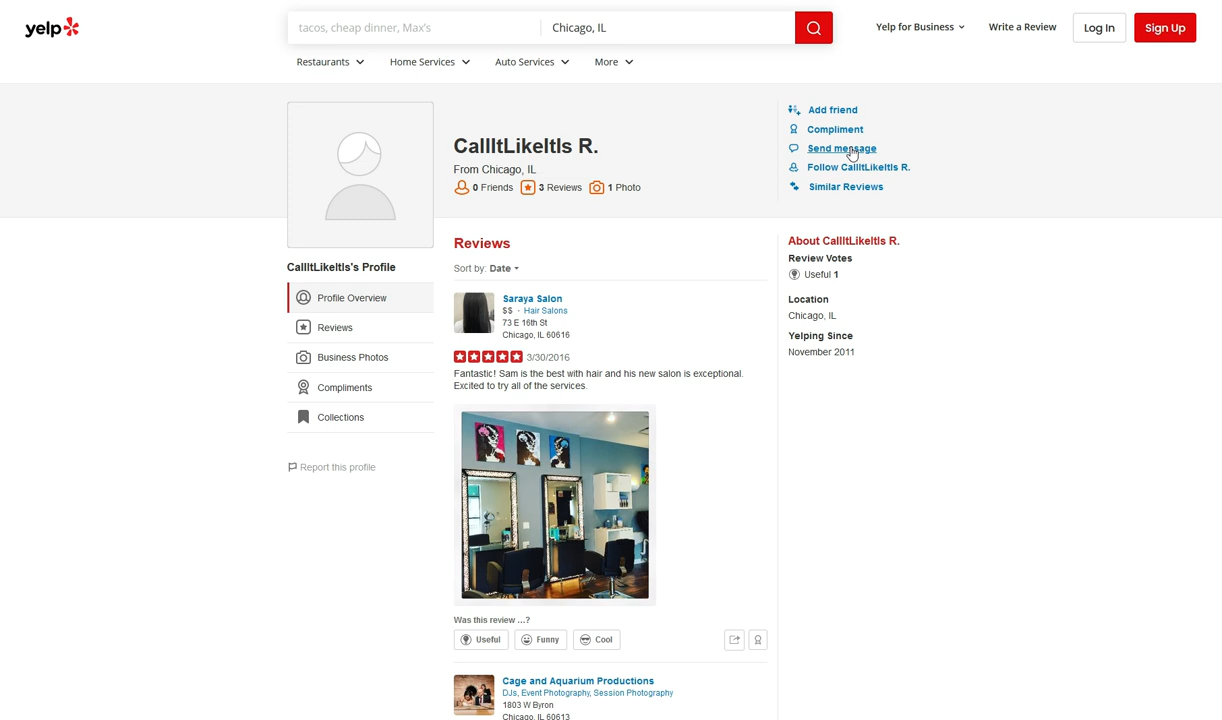 yelp
tacos, cheap dinner, Max's
Chicago, IL
Yelp for Business
Write a Review
Log In
Sign Up
Restaurants
Home Services
Auto Services
More
CallItLikeItIs R.
From Chicago, IL
0 Friends
3 Reviews
1 Photo
Add friend
Compliment
Send message
Follow CallItLikeItIs R.
Similar Reviews
CallItLikeItIs's Profile
Profile Overview
Reviews
Business Photos
Compliments
Collections
Report this profile
Reviews
Sort by: Date
Saraya Salon
$$ · Hair Salons
73 E 16th St
Chicago, IL 60616
3/30/2016
Fantastic! Sam is the best with hair and his new salon is exceptional.
Excited to try all of the services.
Was this review ...?
Useful
Funny
Cool
Cage and Aquarium Productions
DJs, Event Photography, Session Photography
1803 W Byron
Chicago, IL 60613
About CallItLikeItIs R.
Review Votes
Useful 1
Location
Chicago, IL
Yelping Since
November 2011